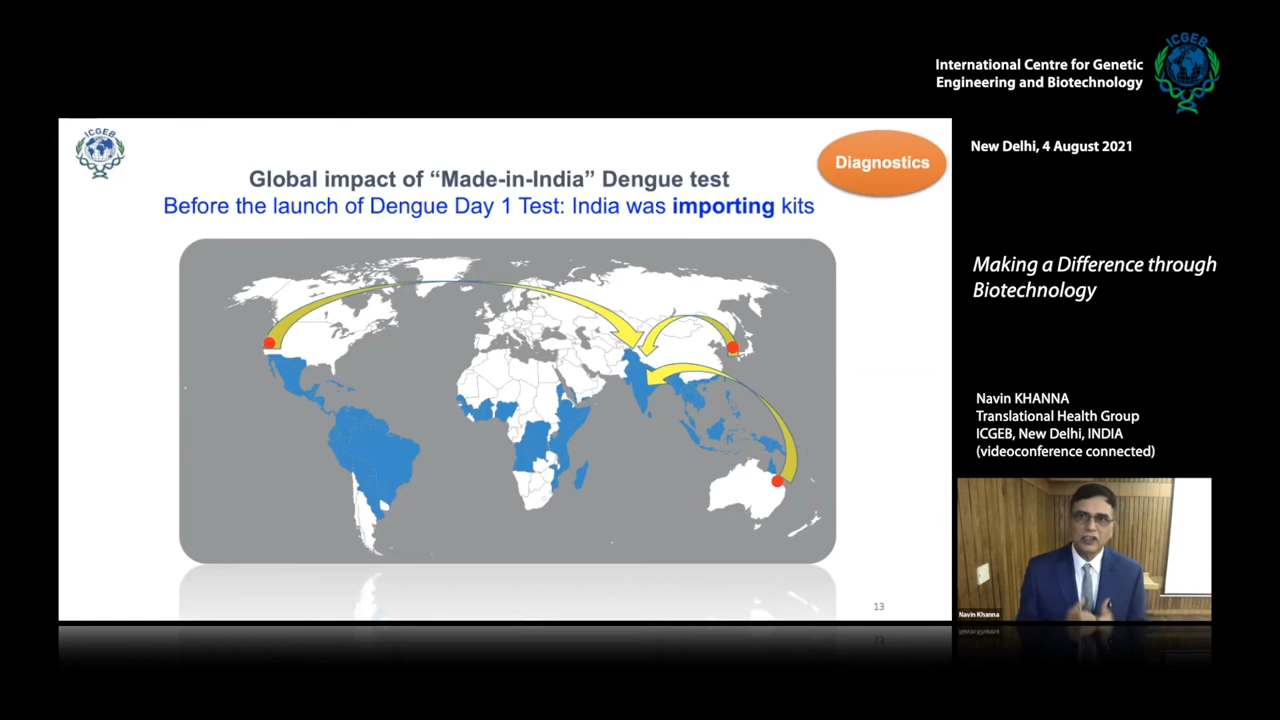 International Centre for Genetic
Engineering and Biotechnology
ICGEB
ICGEB
Diagnostics
Global impact of “Made-in-India” Dengue test
Before the launch of Dengue Day 1 Test: India was importing kits
13
New Delhi, 4 August 2021
Making a Difference through
Biotechnology
Navin KHANNA
Translational Health Group
ICGEB, New Delhi, INDIA
(videoconference connected)
Navin Khanna